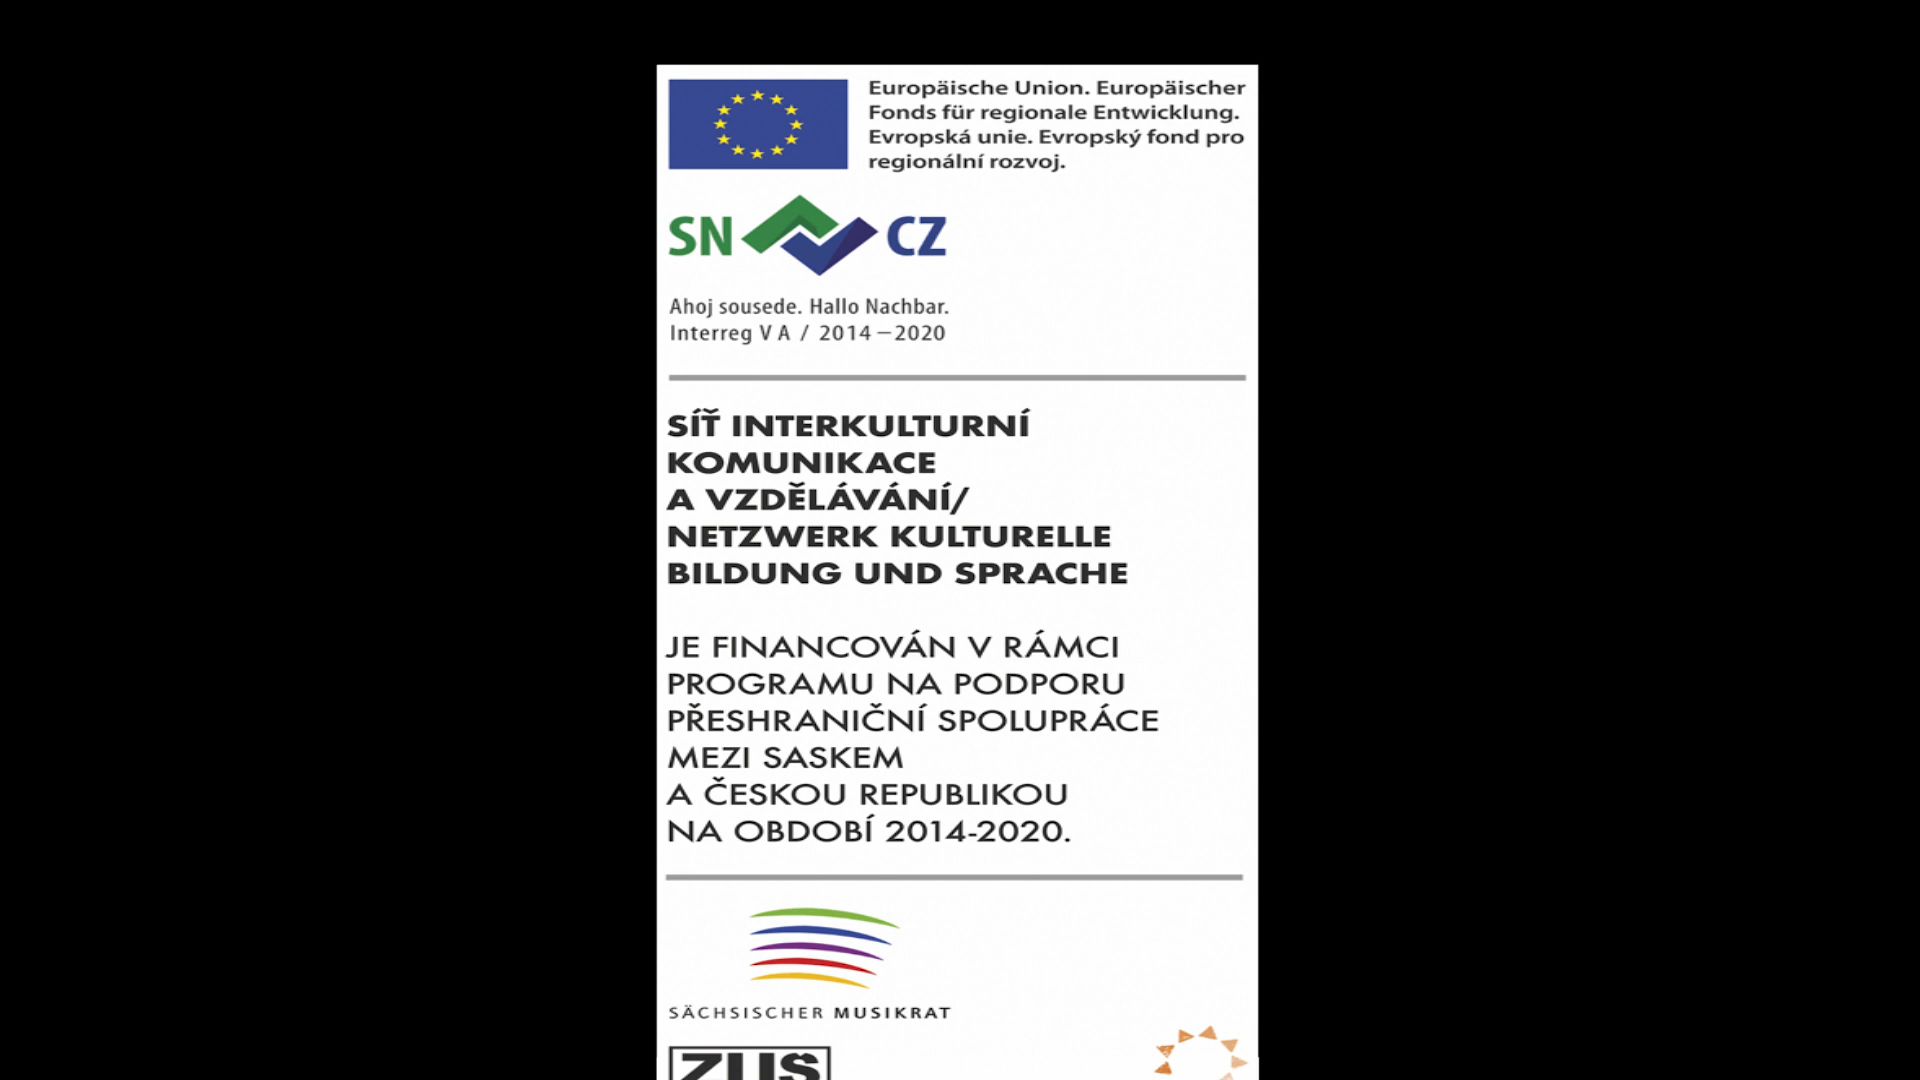 Europäische Union. Europäischer
Fonds für regionale Entwicklung.
Evropská unie. Evropský fond pro
regionální rozvoj.
SN CZ
Ahoj sousede. Hallo Nachbar.
Interreg V A / 2014 – 2020
SÍŤ INTERKULTURNÍ
KOMUNIKACE
A VZDĚLÁVÁNÍ/
NETZWERK KULTURELLE
BILDUNG UND SPRACHE
JE FINANCOVÁN V RÁMCI
PROGRAMU NA PODPORU
PŘESHRANIČNÍ SPOLUPRÁCE
MEZI SASKEM
A ČESKOU REPUBLIKOU
NA OBDOBÍ 2014-2020.
SÄCHSISCHER MUSIKRAT
ZUŠ